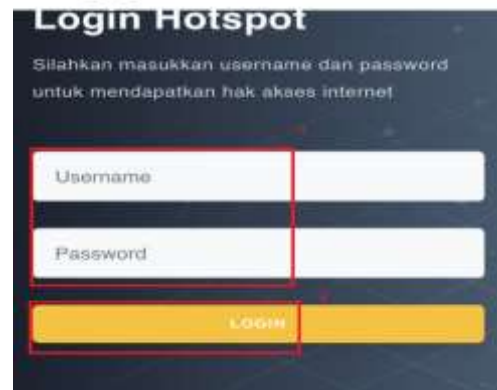 Login Hotspot
Silahkan masukkan username dan password
untuk mendapatkan hak akses internet
Username
Password
LOGIN